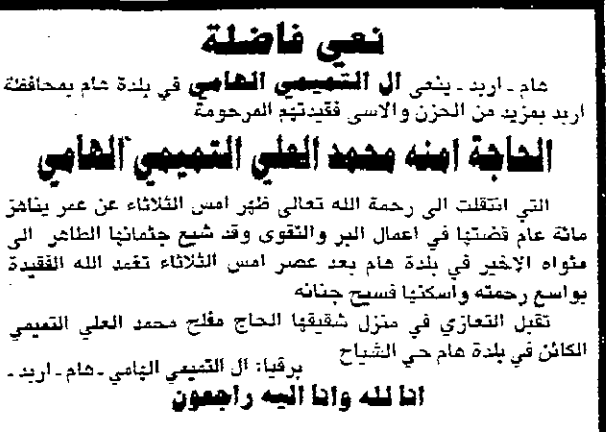 نعي فاضلة
هام - اربد - ينعى ال التميمي الهامي في بلدة هام بمحافظة
اربد بمزيد من الحزن والاسى فقيدتهم المرحومة
الحاجة امنه محمد العلي التميمي الهامي
التي انتقلت الى رحمة الله تعالى ظهر امس الثلاثاء عن عمر يناهز
مائة عام قضتها في اعمال البر والتقوى وقد شيع جثمانها الطاهر الى
مثواه الاخير في بلدة هام بعد عصر امس الثلاثاء تغمد الله الفقيدة
بواسع رحمته واسكنها فسيح جنانه
تقبل التعازي في منزل شقيقها الحاج مفلح محمد العلي التميمي
الكائن في بلدة هام حي الشياح
برقيا: ال التميمي الهامي - هام - اربد -
انا لله وانا اليه راجعون